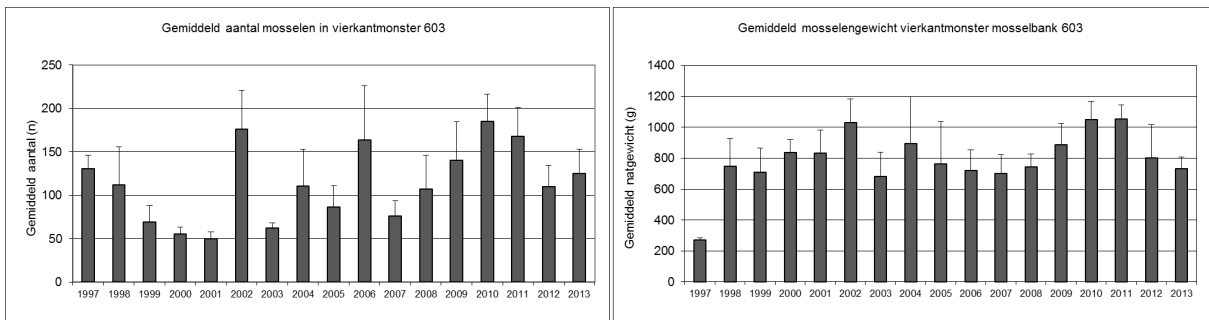 Gemiddeld aantal mosselen in vierkantmonster 603
Gemiddeld aantal (n)
250
200
150
100
50
0
1997 1998 1999 2000 2001 2002 2003 2004 2005 2006 2007 2008 2009 2010 2011 2012 2013
Gemiddeld mosselengewicht vierkantmonster mosselbank 603
Gemiddeld natgewicht (g)
1400
1200
1000
800
600
400
200
0
1997 1998 1999 2000 2001 2002 2003 2004 2005 2006 2007 2008 2009 2010 2011 2012 2013